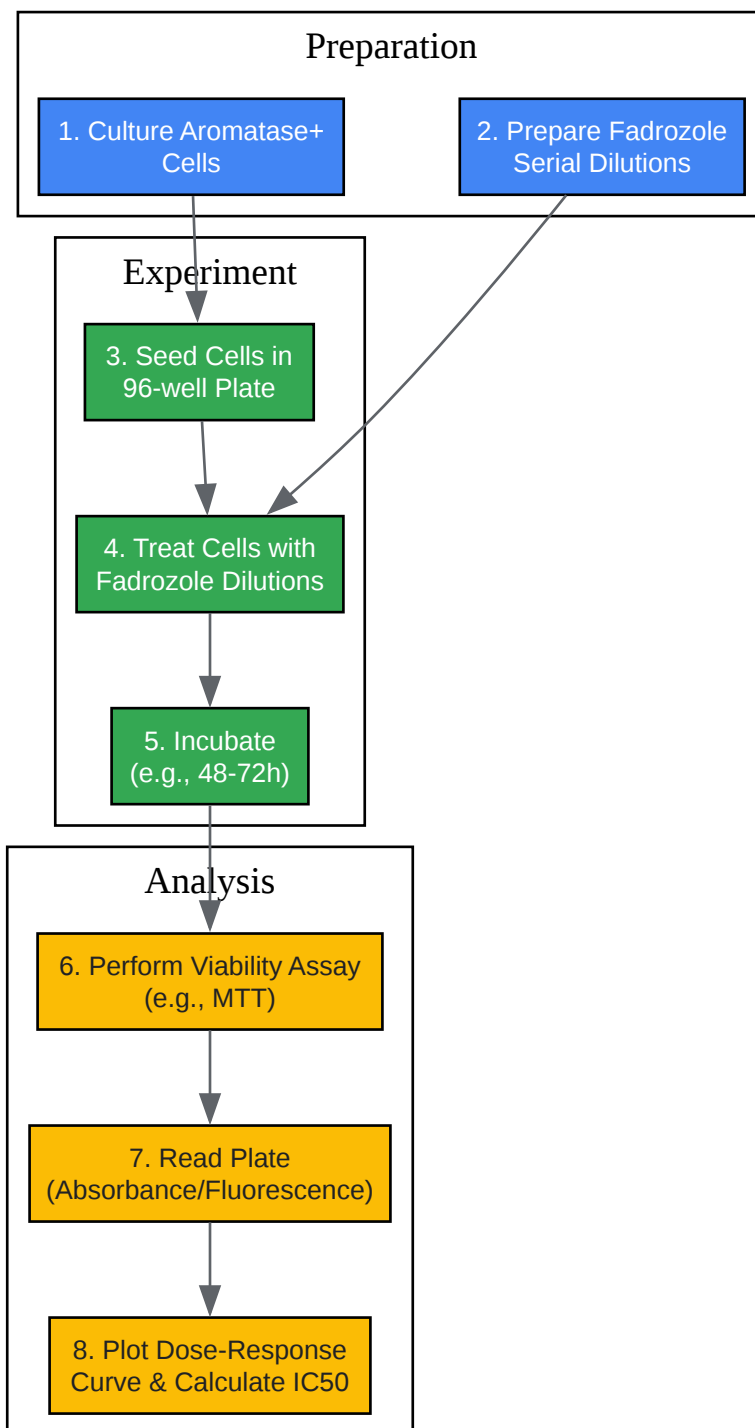 Preparation
1. Culture Aromatase+
Cells
2. Prepare Fadrozole
Serial Dilutions
Experiment
3. Seed Cells in
96-well Plate
4. Treat Cells with
Fadrozole Dilutions
5. Incubate
(e.g., 48-72h)
Analysis
6. Perform Viability Assay
(e.g., MTT)
7. Read Plate
(Absorbance/Fluorescence)
8. Plot Dose-Response
Curve & Calculate IC50